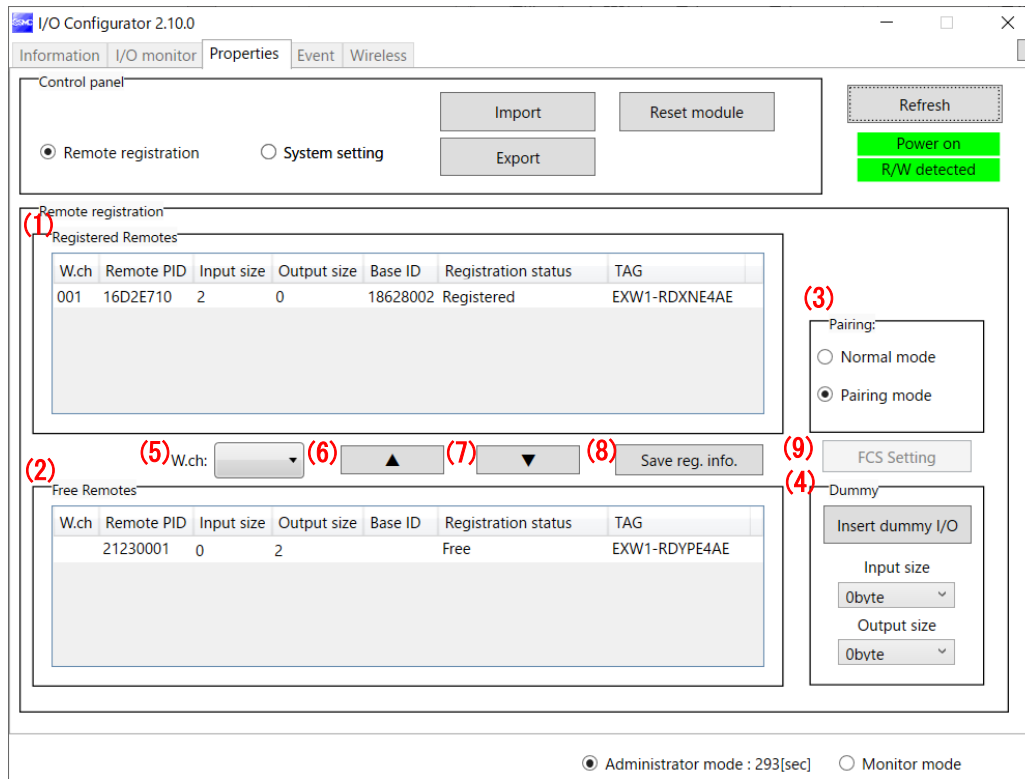 SMC I/O Configurator 2.10.0
Information I/O monitor Properties Event Wireless
Control panel
Import Reset module Refresh
Remote registration System setting Export
Power on
R/W detected
Remote registration
(1)
Registered Remotes
W.ch Remote PID Input size Output size Base ID Registration status TAG
001 16D2E710 2 0 18628002 Registered EXW1-RDXNE4AE
(3)
Pairing:
Normal mode
Pairing mode
(5) W.ch: (6) ▲ (7) ▼ (8) Save reg. info. (9) FCS Setting
(2) (4)
Free Remotes Dummy
W.ch Remote PID Input size Output size Base ID Registration status TAG
21230001 0 2 Free EXW1-RDYPE4AE
Insert dummy I/O
Input size
0byte
Output size
0byte
Administrator mode : 293[sec] Monitor mode